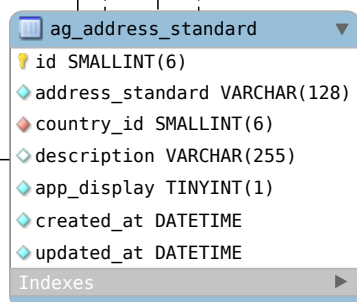 ag_address_standard
id SMALLINT(6)
address_standard VARCHAR(128)
country_id SMALLINT(6)
description VARCHAR(255)
app_display TINYINT(1)
created_at DATETIME
updated_at DATETIME
Indexes